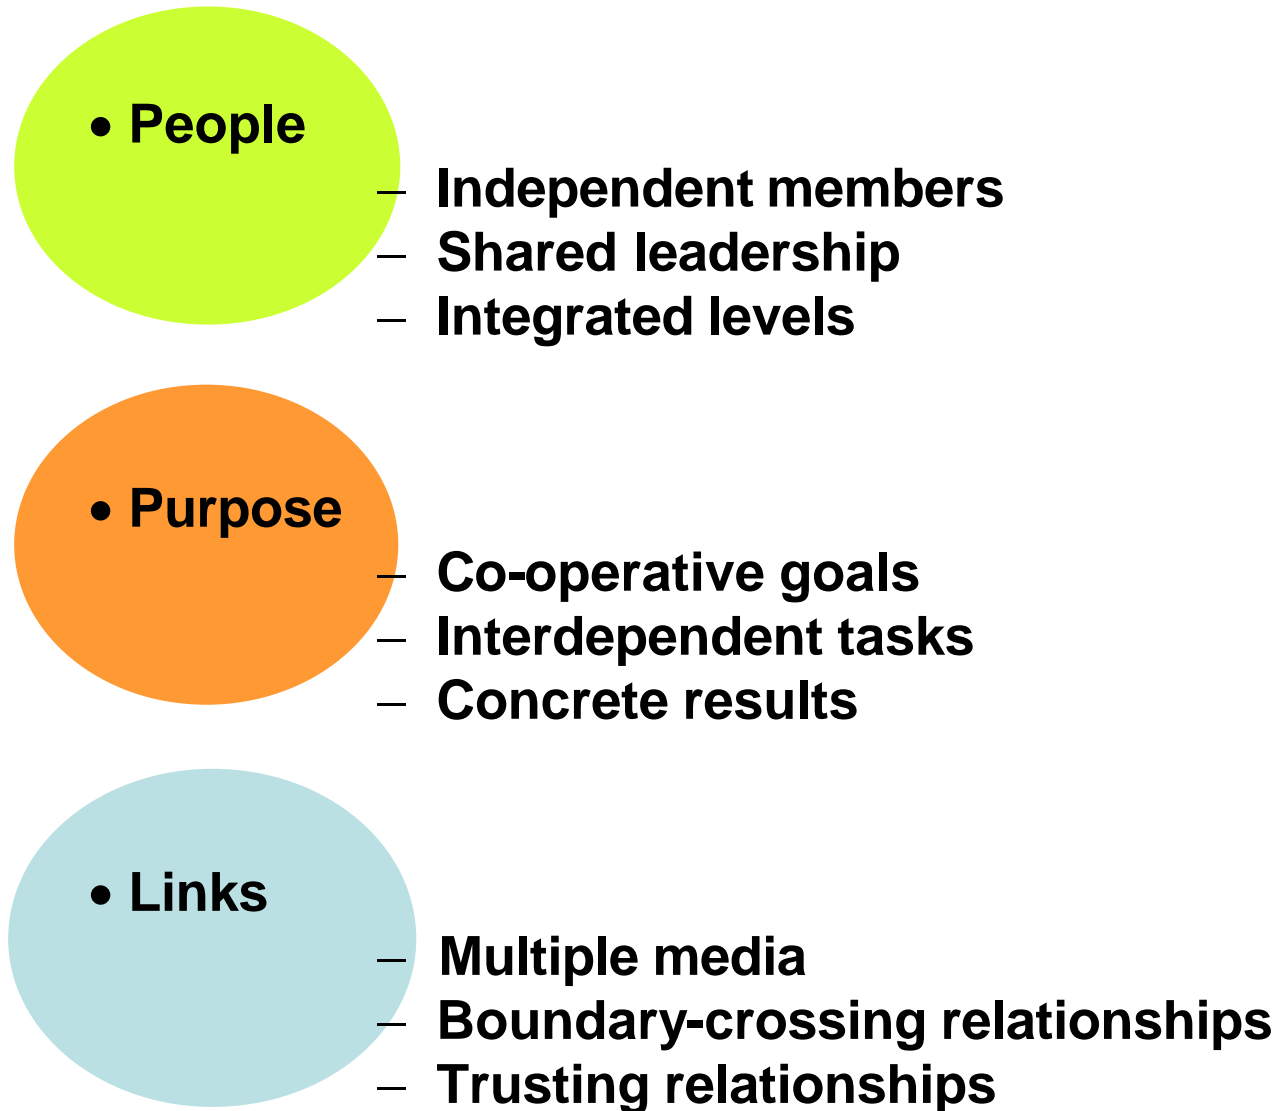 • People
– Independent members
– Shared leadership
– Integrated levels
• Purpose
– Co-operative goals
– Interdependent tasks
– Concrete results
• Links
– Multiple media
– Boundary-crossing relationships
– Trusting relationships